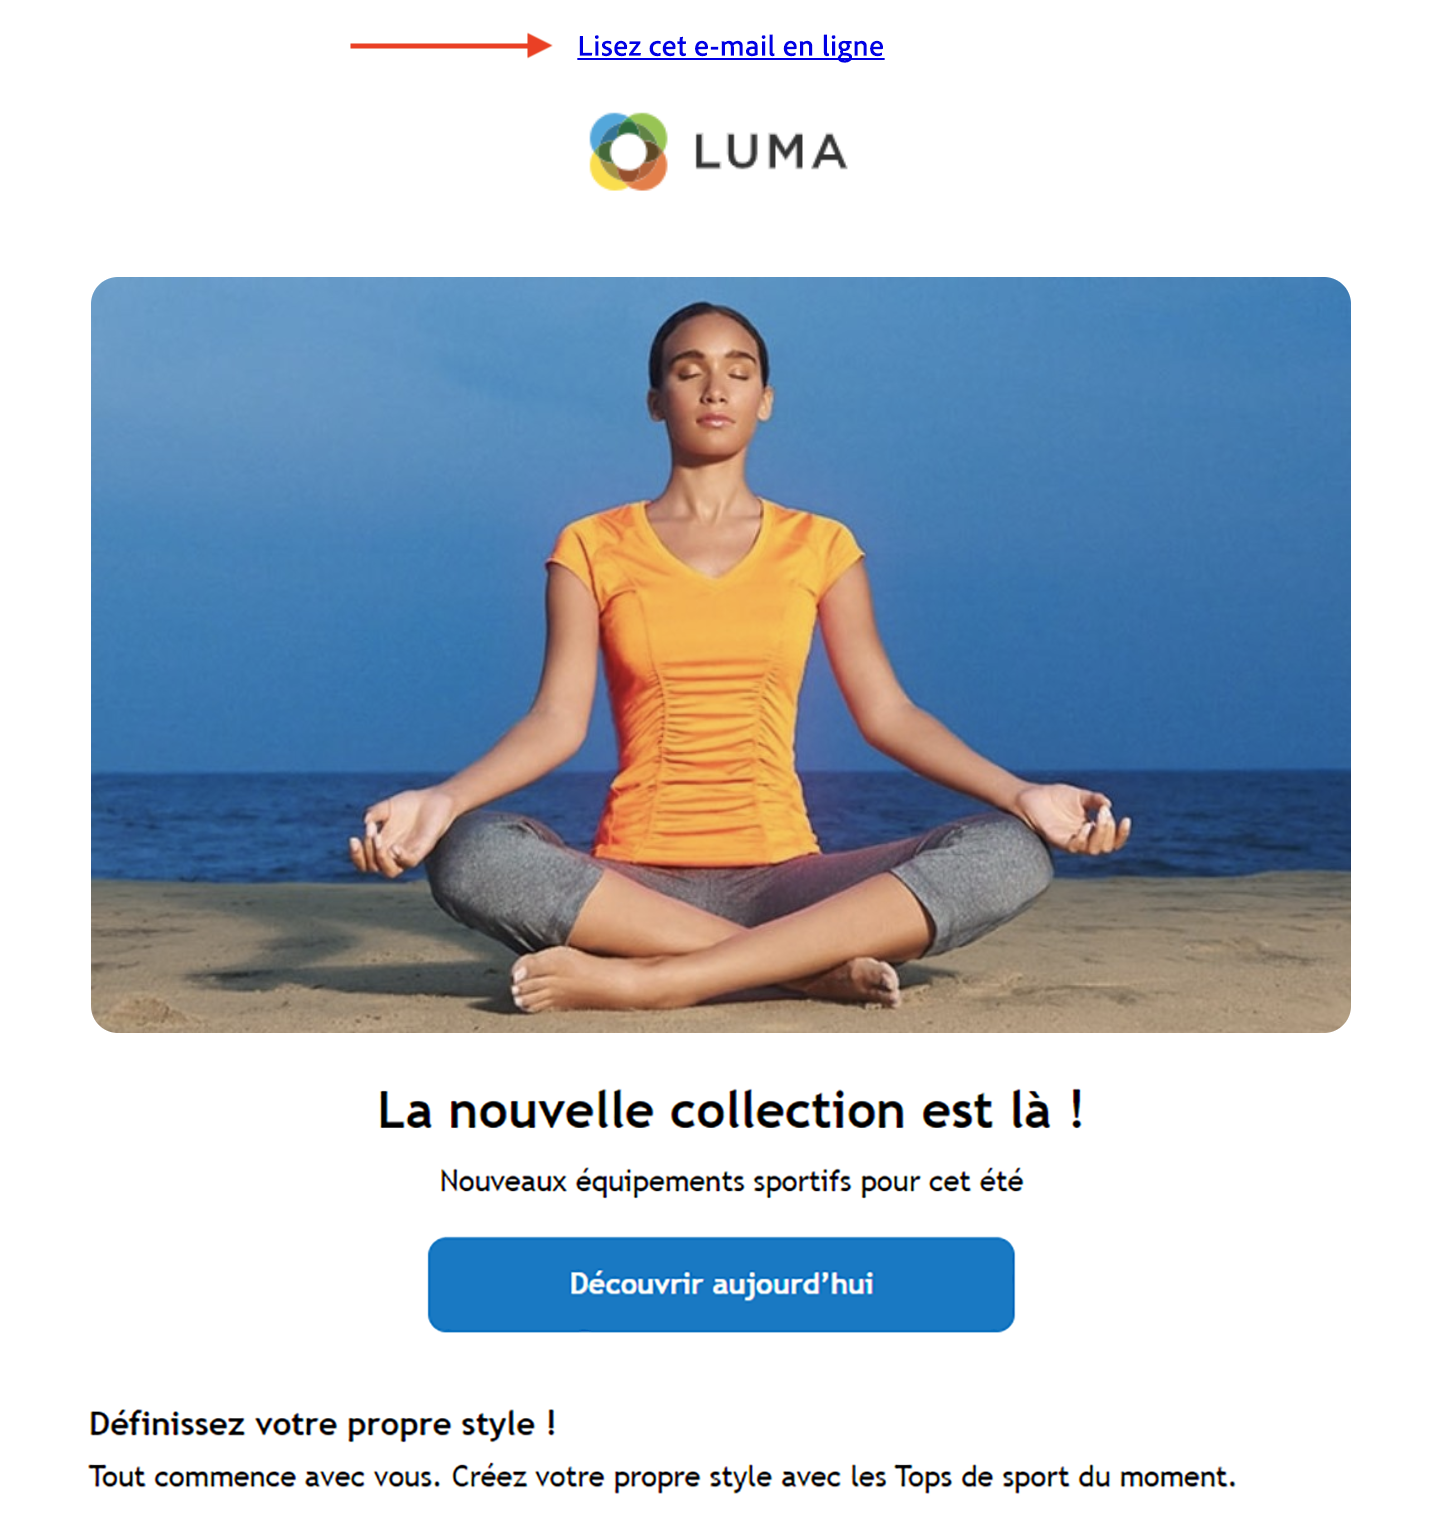 Lisez cet e-mail en ligne
LUMA
La nouvelle collection est là !
Nouveaux équipements sportifs pour cet été
Découvrir aujourd’hui
Définissez votre propre style !
Tout commence avec vous. Créez votre propre style avec les Tops de sport du moment.